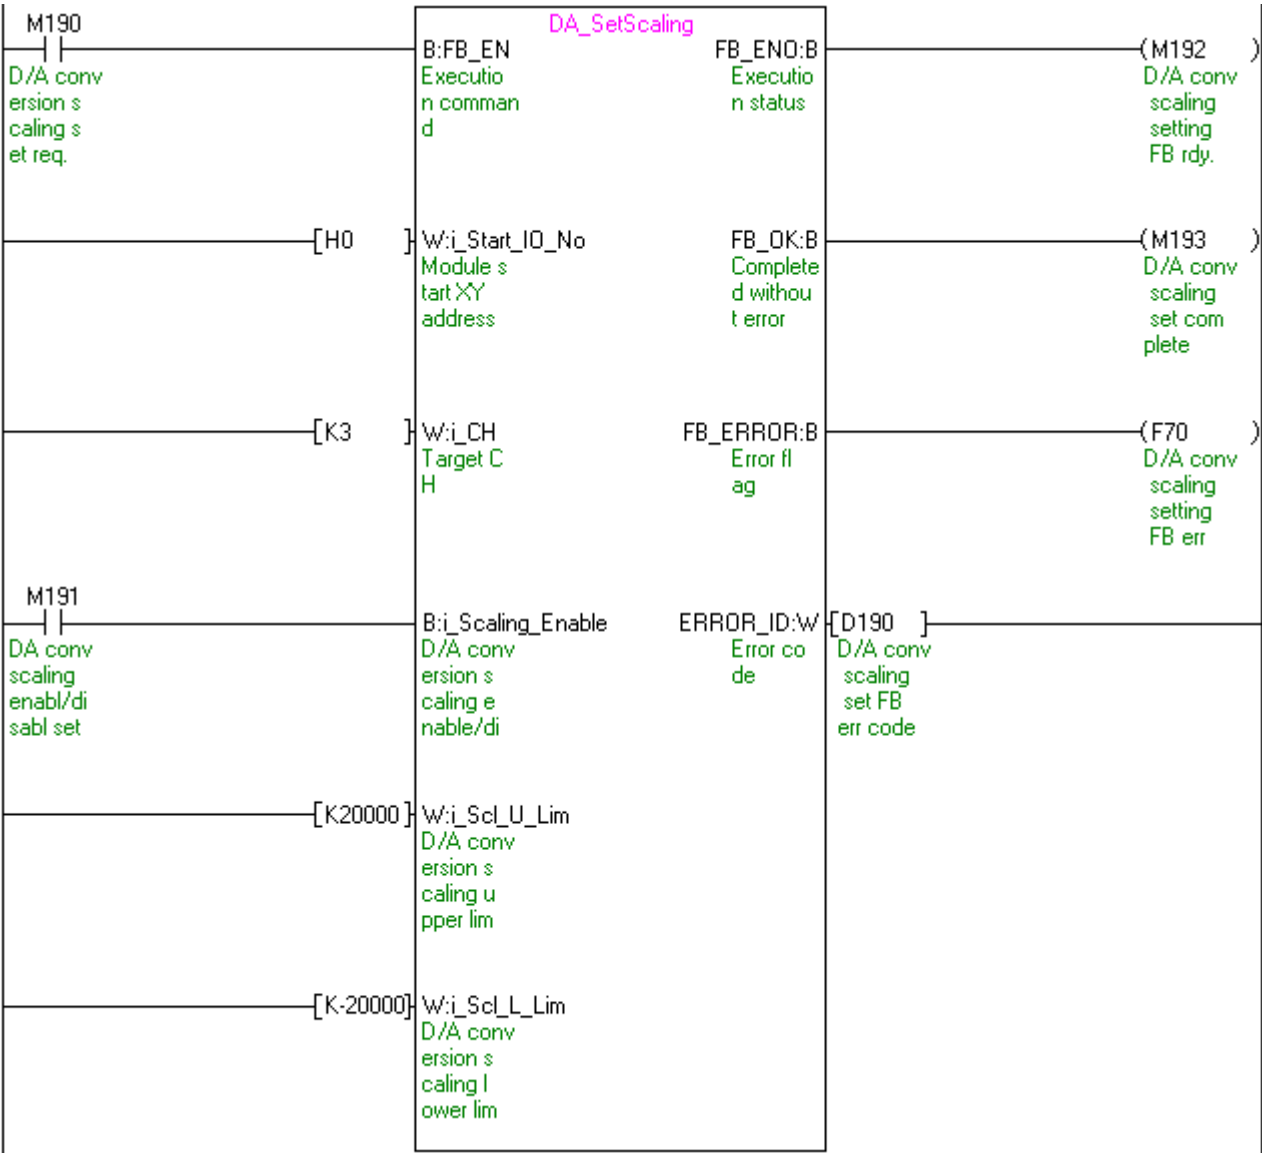 M190
DA_SetScaling
B:FB_EN
FB_ENO:B
(M192 )
D/A conv
ersion s
caling s
et req.
Executio
n comman
d
Executio
n status
D/A conv
scaling
setting
FB rdy.
[H0 ]
W:i_Start_IO_No
FB_OK:B
(M193 )
Module s
tart XY
address
Complete
d withou
t error
D/A conv
scaling
set com
plete
[K3 ]
W:i_CH
FB_ERROR:B
(F70 )
Target C
H
Error fl
ag
D/A conv
scaling
setting
FB err
M191
B:i_Scaling_Enable
ERROR_ID:W
[D190 ]
DA conv
scaling
enabl/di
sabl set
D/A conv
ersion s
caling e
nable/di
Error co
de
D/A conv
scaling
set FB
err code
[K20000]
W:i_Scl_U_Lim
D/A conv
ersion s
caling u
pper lim
[K-20000]
W:i_Scl_L_Lim
D/A conv
ersion s
caling l
ower lim